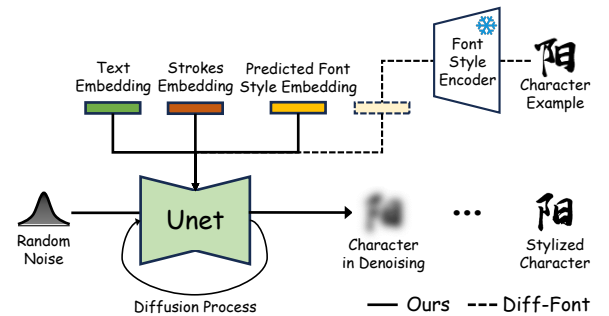 Font
Style
Encoder
阳
Character
Example
Text
Embedding
Strokes
Embedding
Predicted Font
Style Embedding
Unet
Random
Noise
阳
Character
in Denoising
...
阳
Stylized
Character
Diffusion Process
Ours
Diff-Font